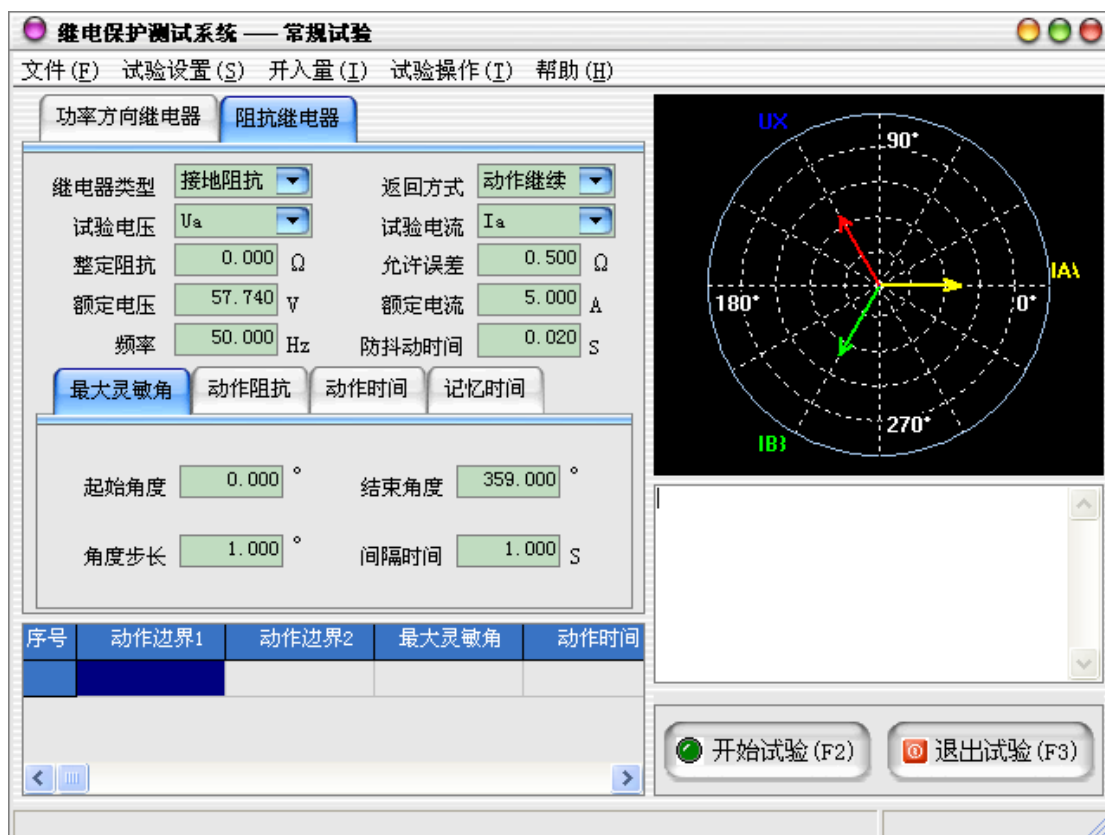 继电保护测试系统 — 常规试验
文件(F) 试验设置(S) 开入量(I) 试验操作(T) 帮助(H)
功率方向继电器 阻抗继电器
继电器类型 接地阻抗 返回方式 动作继续
试验电压 Ua 试验电流 Ia
整定阻抗 0.000 Ω 允许误差 0.500 Ω
额定电压 57.740 V 额定电流 5.000 A
频率 50.000 Hz 防抖动时间 0.020 S
最大灵敏角 动作阻抗 动作时间 记忆时间
起始角度 0.000 ° 结束角度 359.000 °
角度步长 1.000 ° 间隔时间 1.000 S
序号 动作边界1 动作边界2 最大灵敏角 动作时间
UX
90°
180°
0°
270°
开始试验(F2) 退出试验(F3)